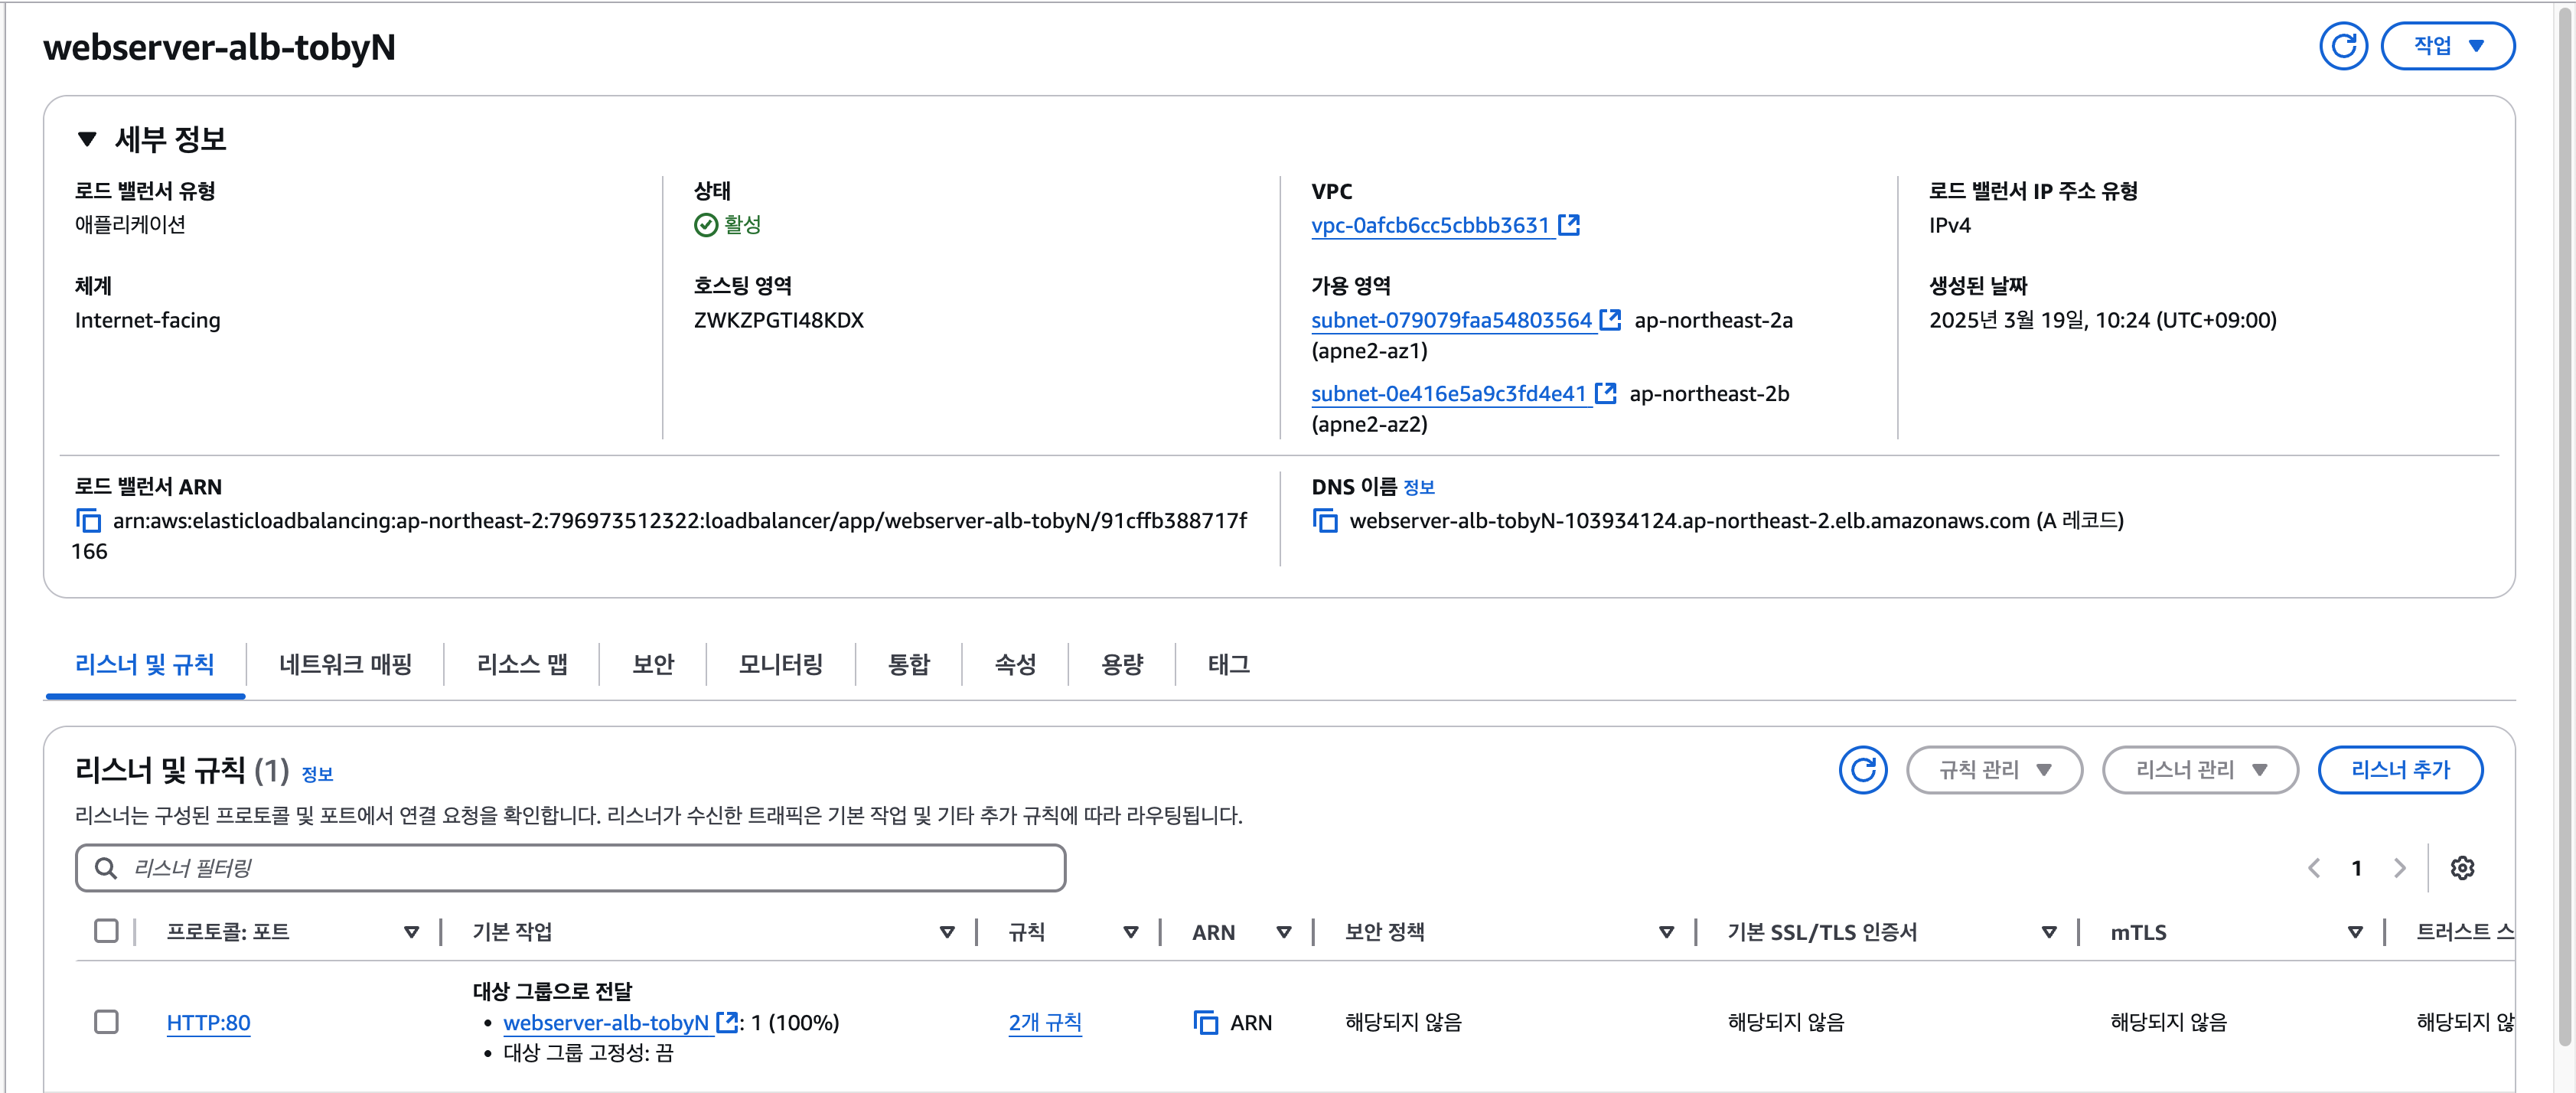 webserver-alb-tobyN
작업
세부 정보
로드 밸런서 유형
애플리케이션
상태
활성
VPC
vpc-0afcb6cc5cbbb3631
로드 밸런서 IP 주소 유형
IPv4
체계
Internet-facing
호스팅 영역
ZWKZPGTI48KDX
가용 영역
subnet-079079faa54803564 ap-northeast-2a
(apne2-az1)
subnet-0e416e5a9c3fd4e41 ap-northeast-2b
(apne2-az2)
생성된 날짜
2025년 3월 19일, 10:24 (UTC+09:00)
로드 밸런서 ARN
arn:aws:elasticloadbalancing:ap-northeast-2:796973512322:loadbalancer/app/webserver-alb-tobyN/91cffb388717f
166
DNS 이름 정보
webserver-alb-tobyN-103934124.ap-northeast-2.elb.amazonaws.com (A 레코드)
리스너 및 규칙 네트워크 매핑 리소스 맵 보안 모니터링 통합 속성 용량 태그
리스너 및 규칙 (1) 정보
규칙 관리 리스너 관리 리스너 추가
리스너는 구성된 프로토콜 및 포트에서 연결 요청을 확인합니다. 리스너가 수신한 트래픽은 기본 작업 및 기타 추가 규칙에 따라 라우팅됩니다.
리스너 필터링
1
프로토콜: 포트 기본 작업 규칙 ARN 보안 정책 기본 SSL/TLS 인증서 mTLS 트러스트 스
대상 그룹으로 전달
HTTP:80 • webserver-alb-tobyN : 1 (100%) 2개 규칙 ARN 해당되지 않음 해당되지 않음 해당되지 않음 해당되지 않
• 대상 그룹 고정성: 끔